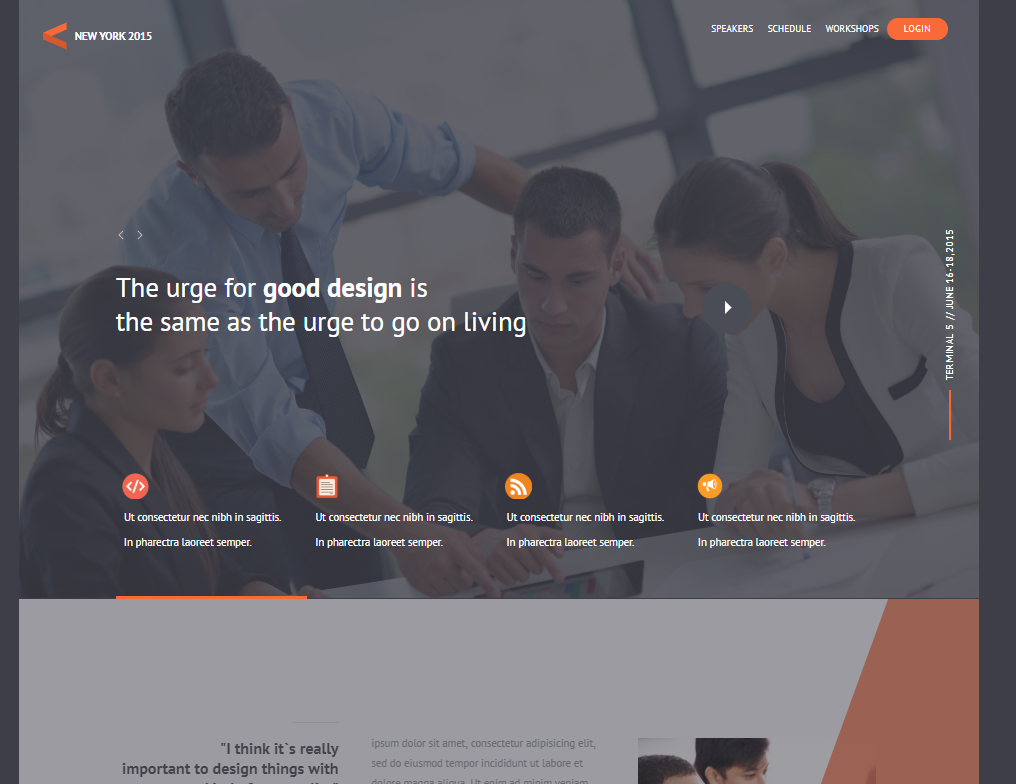 NEW YORK 2015
SPEAKERS SCHEDULE WORKSHOPS LOGIN
The urge for good design is
the same as the urge to go on living
TERMINAL 5 // JUNE 16-18,2015
Ut consectetur nec nibh in sagittis.
In pharectra laoreet semper.
Ut consectetur nec nibh in sagittis.
In pharectra laoreet semper.
Ut consectetur nec nibh in sagittis.
In pharectra laoreet semper.
Ut consectetur nec nibh in sagittis.
In pharectra laoreet semper.
"I think it`s really
important to design things with
ipsum dolor sit amet, consectetur adipisicing elit,
sed do eiusmod tempor incididunt ut labore et
dolore magna aliqua. Ut enim ad minim veniam,